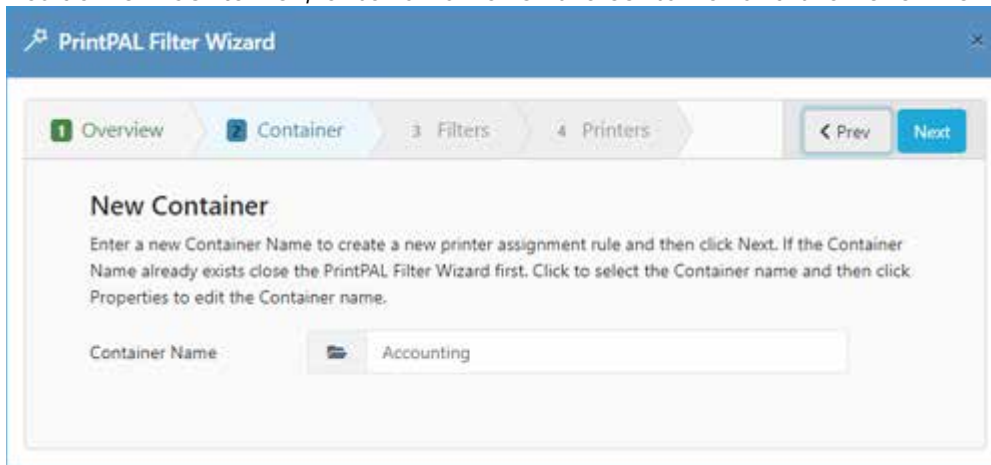 PrintPAL Filter Wizard ×
1 Overview 2 Container 3 Filters 4 Printers Prev Next
New Container
Enter a new Container Name to create a new printer assignment rule and then click Next. If the Container
Name already exists close the PrintPAL Filter Wizard first. Click to select the Container name and then click
Properties to edit the Container name.
Container Name Accounting